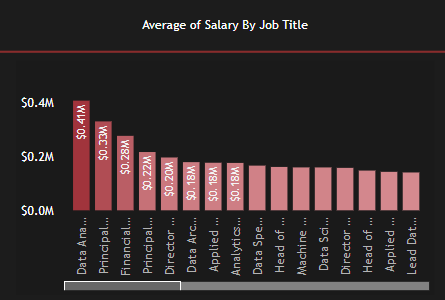 Average of Salary By Job Title
$0.4M
$0.2M
$0.0M
$0.41M
$0.33M
$0.28M
$0.22M
$0.20M
$0.18M
$0.18M
$0.18M
Data Ana...
Principal...
Financial...
Principal...
Director ...
Data Arc...
Applied ...
Analytics...
Data Spe...
Head of ...
Machine ...
Data Sci...
Director ...
Head of ...
Applied ...
Lead Dat...